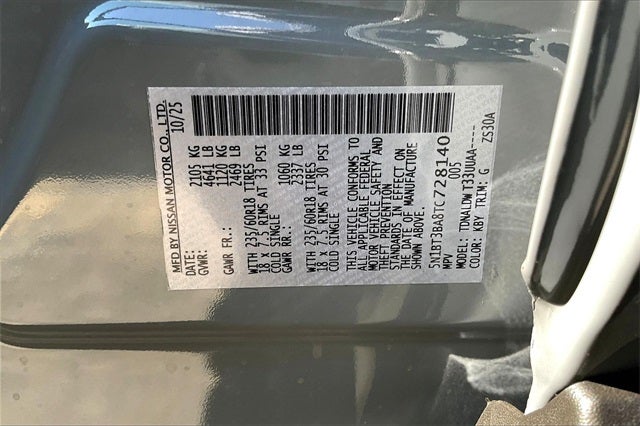 MFD BY NISSAN MOTOR CO., LTD.
DATE: 10/25
GVWR: 2105 KG
4641 LB
GAWR FR.: 1120 KG
2469 LB
WITH 235/60R18 TIRES
18 X 7.5 RIMS AT 33 PSI
COLD SINGLE
GAWR RR.: 1060 KG
2337 LB
WITH 235/60R18 TIRES
18 X 7.5 RIMS AT 30 PSI
COLD SINGLE
THIS VEHICLE CONFORMS TO
ALL APPLICABLE FEDERAL
MOTOR VEHICLE SAFETY AND
THEFT PREVENTION
STANDARDS IN EFFECT ON
THE DATE OF MANUFACTURE
SHOWN ABOVE.
5N1BT3BA8TC728140
MPV 005
MODEL: TDNALDW T33UAA----
COLOR: KBY TRIM: G ZS30A